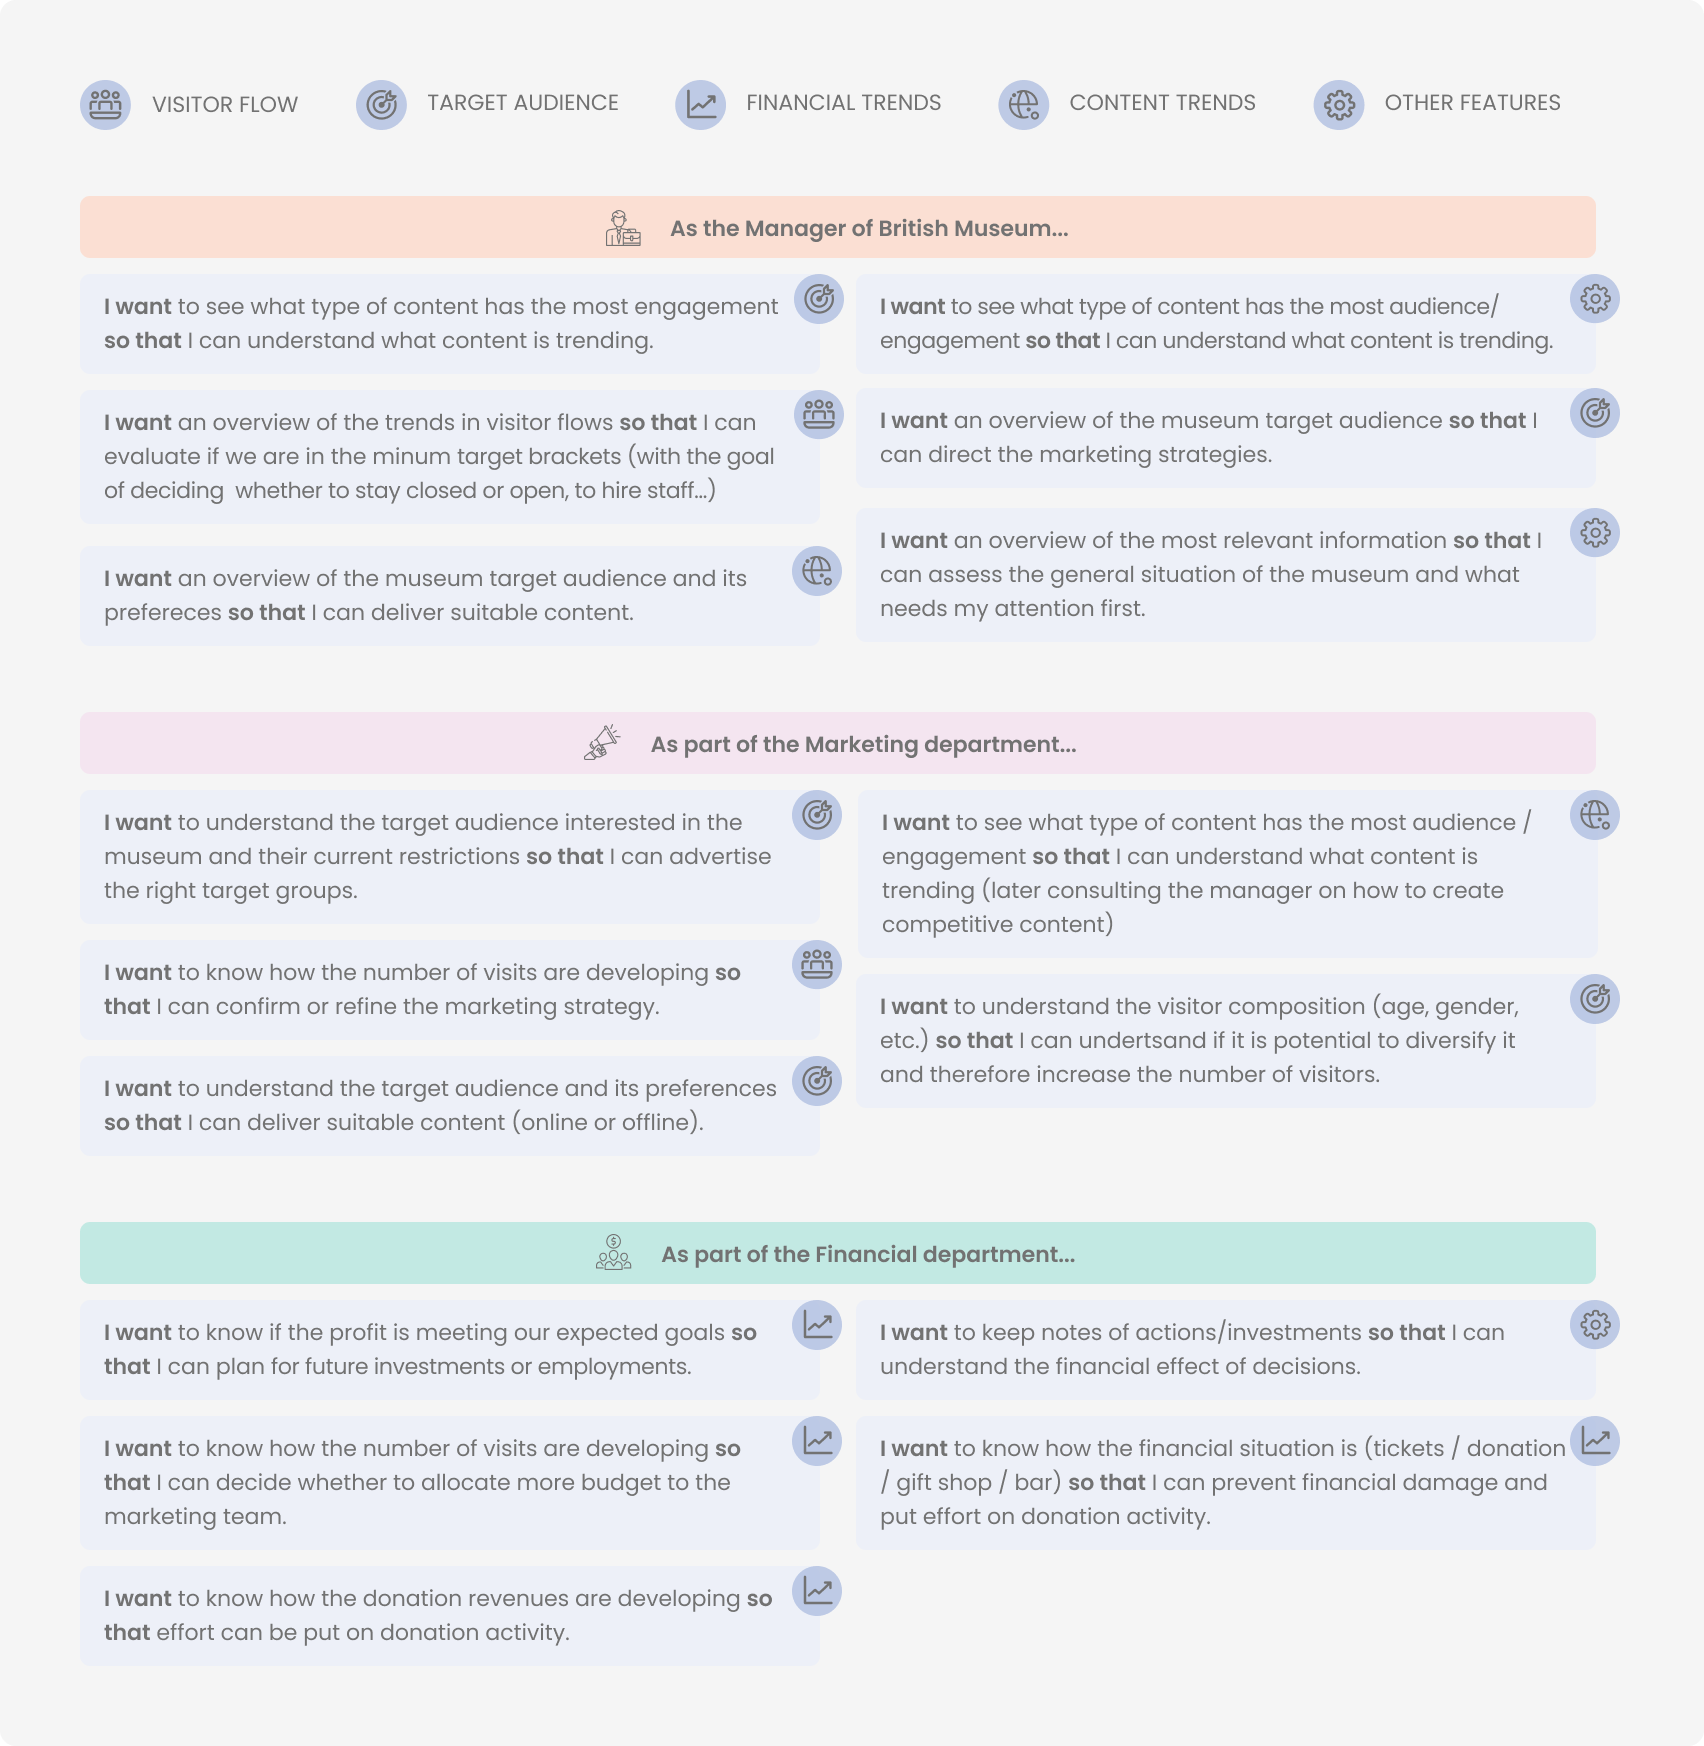 VISITOR FLOW
TARGET AUDIENCE
FINANCIAL TRENDS
CONTENT TRENDS
OTHER FEATURES
As the Manager of British Museum...
I want to see what type of content has the most engagement
so that I can understand what content is trending.
I want an overview of the trends in visitor flows so that I can
evaluate if we are in the minum target brackets (with the goal
of deciding  whether to stay closed or open, to hire staff...)
I want an overview of the museum target audience and its
prefereces so that I can deliver suitable content.
I want to see what type of content has the most audience/
engagement so that I can understand what content is trending.
I want an overview of the museum target audience so that I
can direct the marketing strategies.
I want an overview of the most relevant information so that I
can assess the general situation of the museum and what
needs my attention first.
As part of the Marketing department...
I want to understand the target audience interested in the
museum and their current restrictions so that I can advertise
the right target groups.
I want to know how the number of visits are developing so
that I can confirm or refine the marketing strategy.
I want to understand the target audience and its preferences
so that I can deliver suitable content (online or offline).
I want to see what type of content has the most audience /
engagement so that I can understand what content is
trending (later consulting the manager on how to create
competitive content)
I want to understand the visitor composition (age, gender,
etc.) so that I can undertsand if it is potential to diversify it
and therefore increase the number of visitors.
As part of the Financial department...
I want to know if the profit is meeting our expected goals so
that I can plan for future investments or employments.
I want to know how the number of visits are developing so
that I can decide whether to allocate more budget to the
marketing team.
I want to know how the donation revenues are developing so
that effort can be put on donation activity.
I want to keep notes of actions/investments so that I can
understand the financial effect of decisions.
I want to know how the financial situation is (tickets / donation
/ gift shop / bar) so that I can prevent financial damage and
put effort on donation activity.